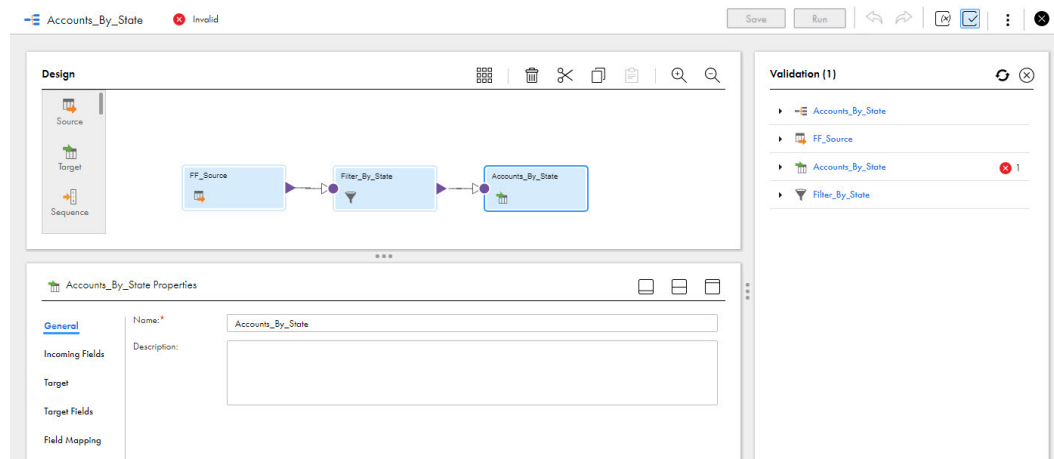 Accounts_By_State
Invalid
Save
Run
Design
Source
Target
Sequence
FF_Source
Filter_By_State
Accounts_By_State
Validation (1)
Accounts_By_State
FF_Source
Accounts_By_State
1
Filter_By_State
Accounts_By_State Properties
General
Incoming Fields
Target
Target Fields
Field Mapping
Name:*
Accounts_By_State
Description: